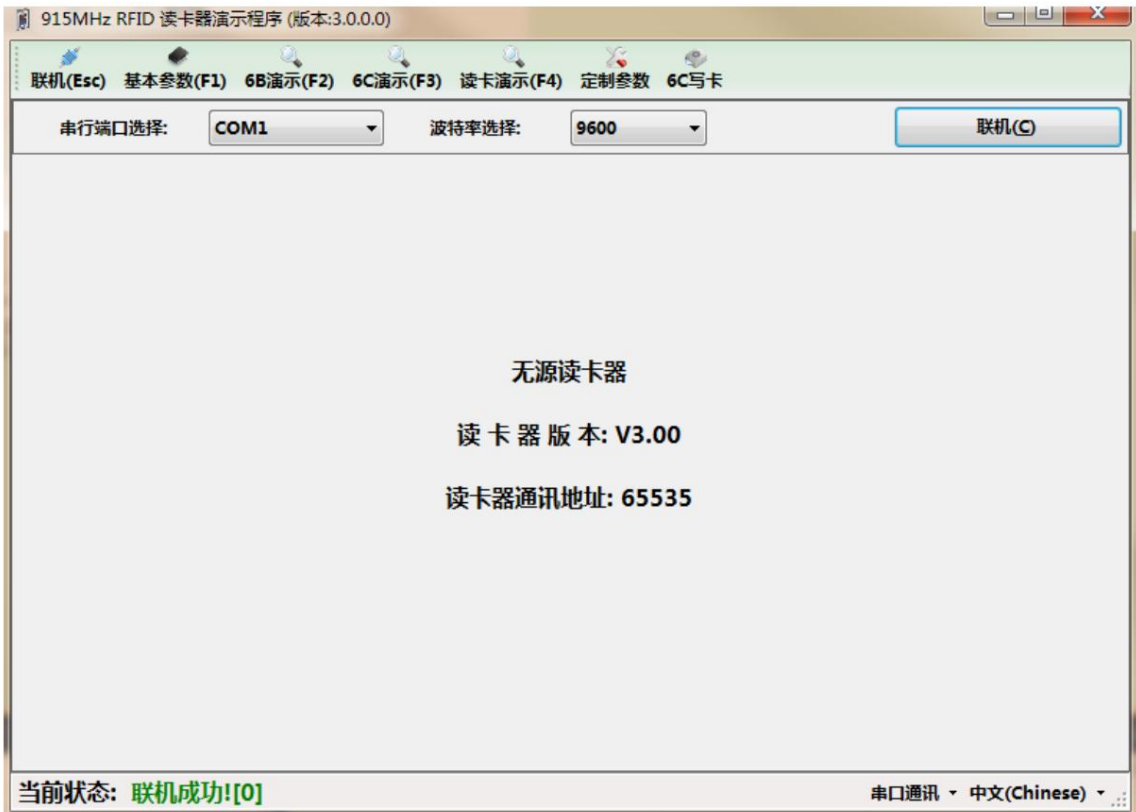 915MHz RFID 读卡器演示程序 (版本:3.0.0.0)
联机(Esc) 基本参数(F1) 6B演示(F2) 6C演示(F3) 读卡演示(F4) 定制参数 6C写卡
串行端口选择: COM1 波特率选择: 9600 联机(C)
无源读卡器
读 卡 器 版 本: V3.00
读卡器通讯地址: 65535
当前状态: 联机成功![0] 串口通讯 中文(Chinese)